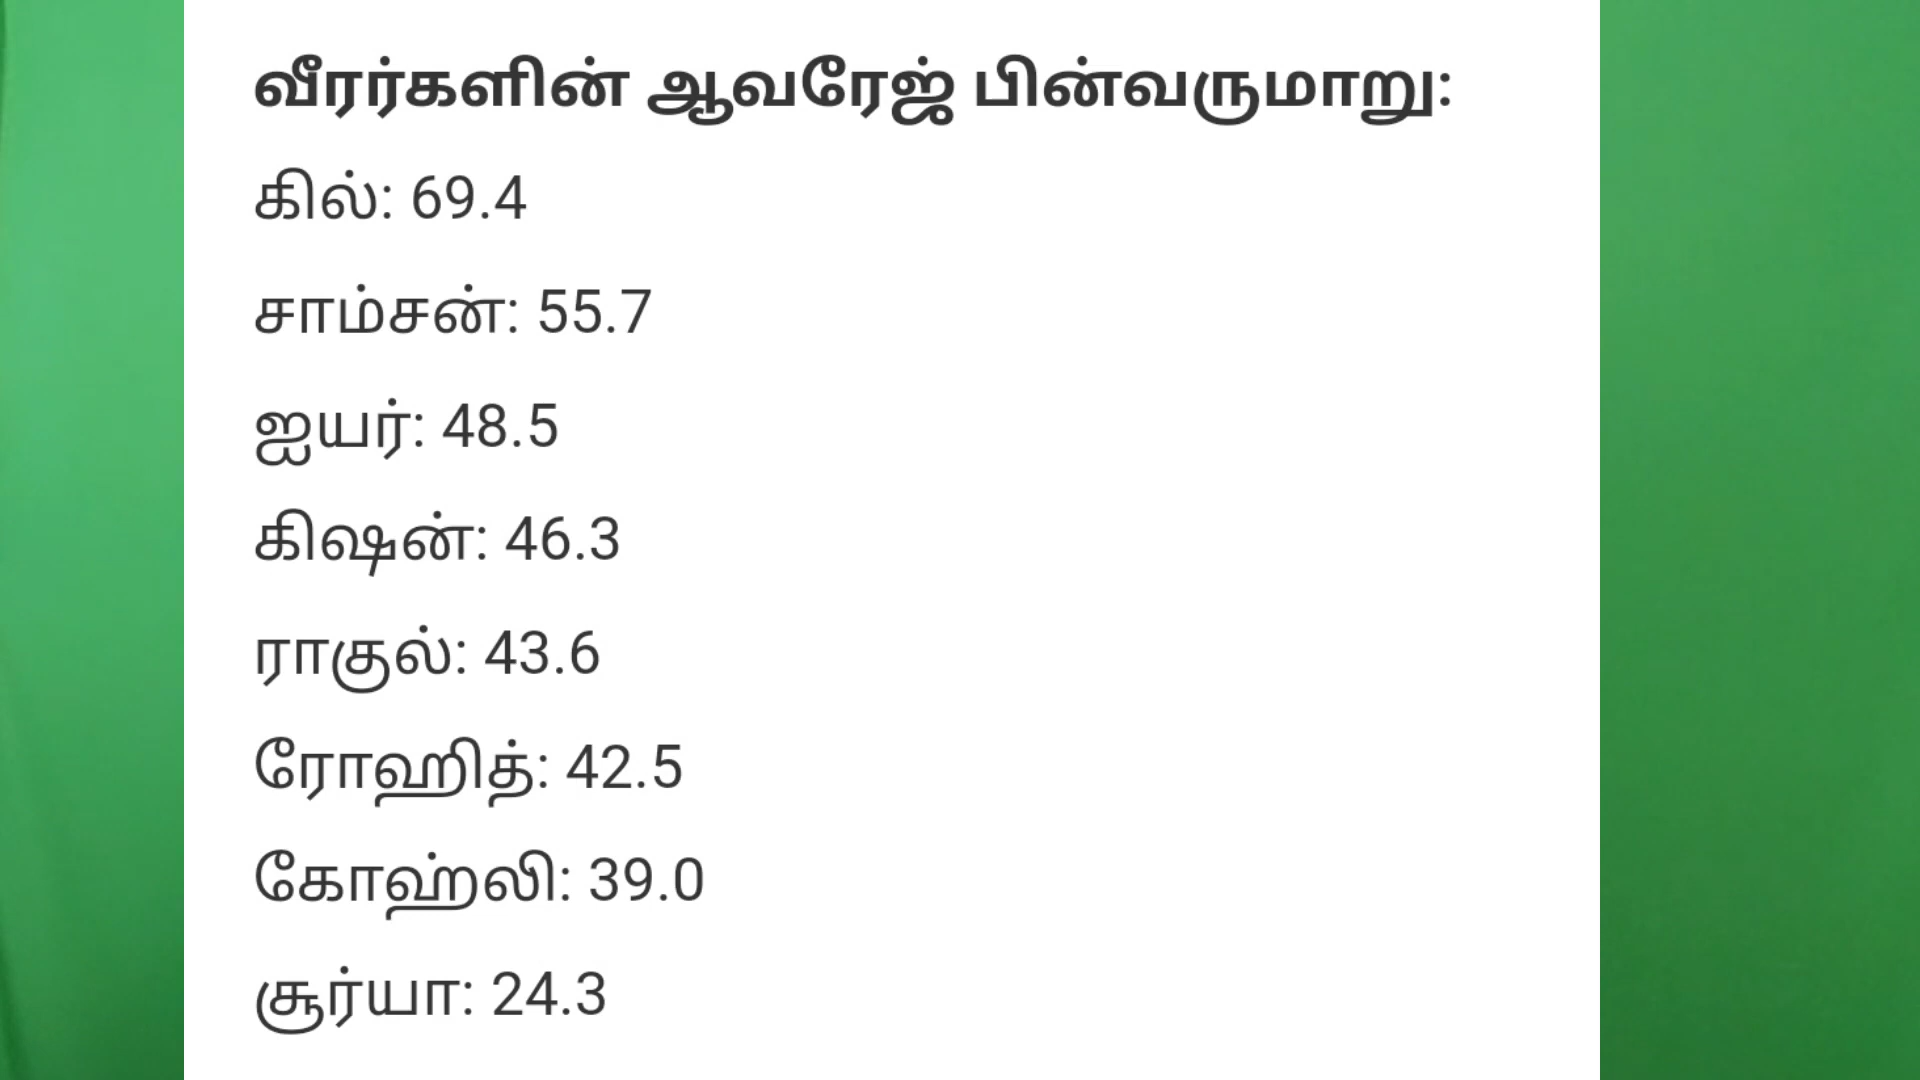 வீரர்களின் ஆவரேஜ் பின்வருமாறு:
கில்: 69.4
சாம்சன்: 55.7
ஐயர்: 48.5
கிஷன்: 46.3
ராகுல்: 43.6
ரோஹித்: 42.5
கோஹ்லி: 39.0
சூர்யா: 24.3